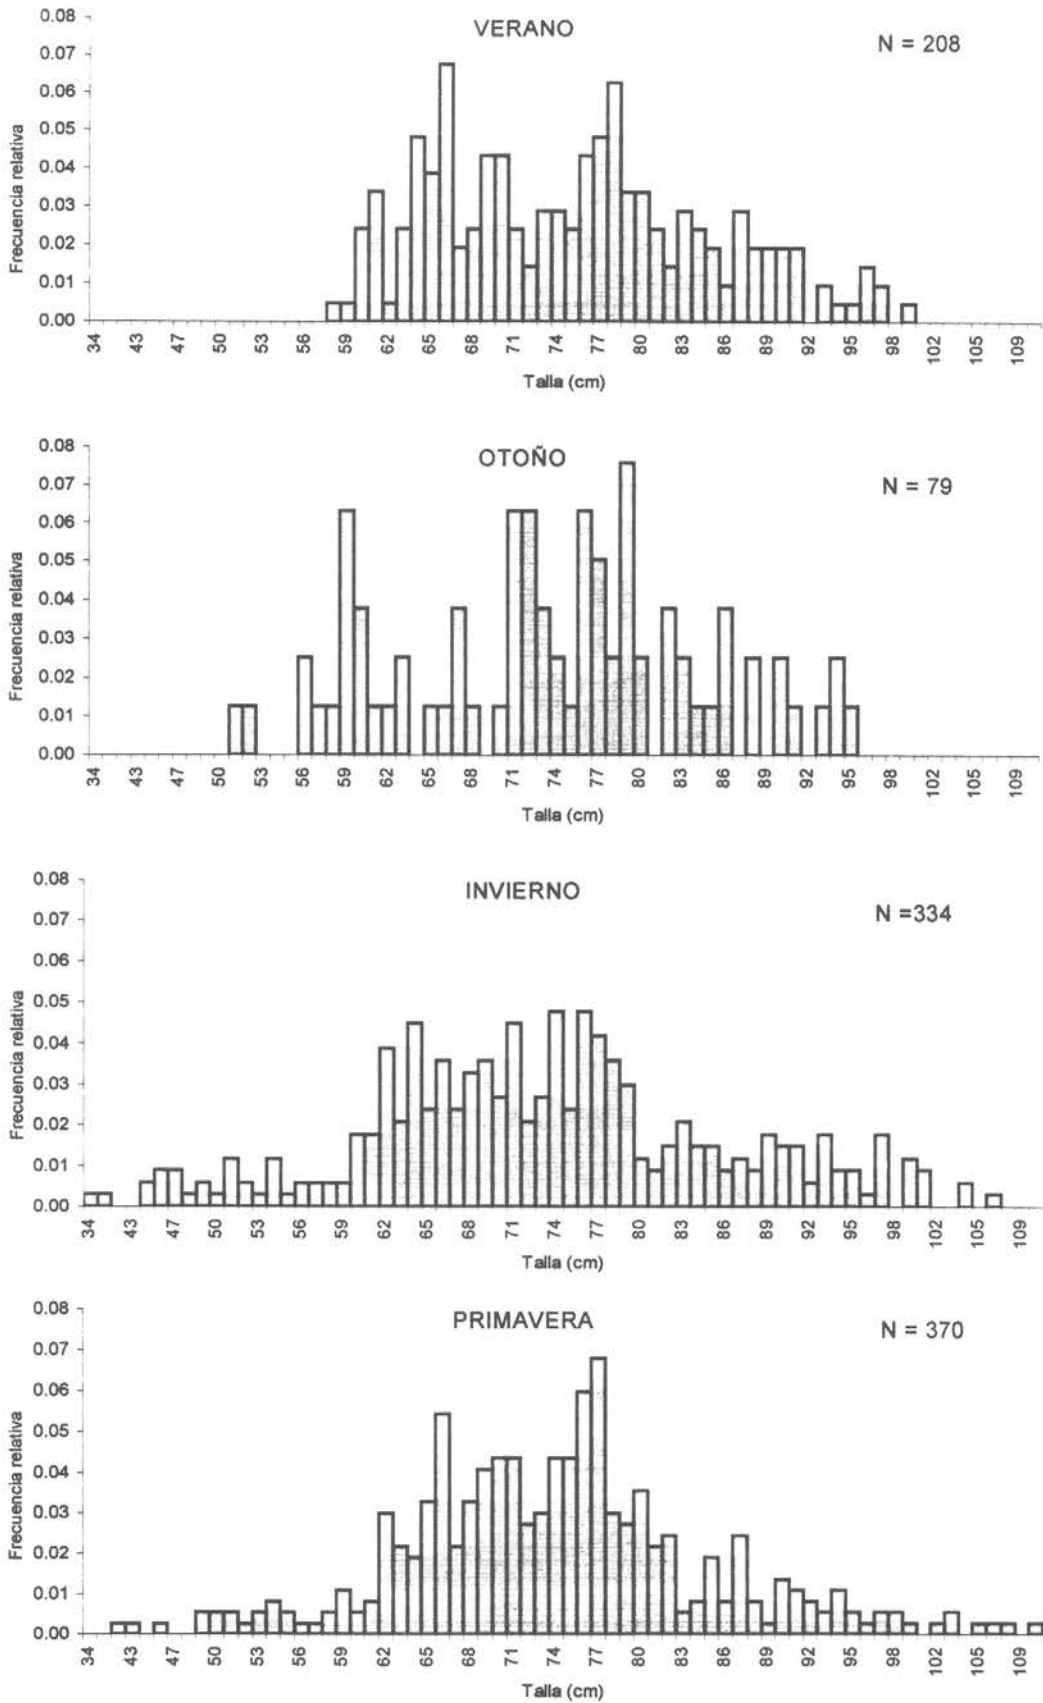 VERANO
N = 208
Frecuencia relativa
0.08
0.07
0.06
0.05
0.04
0.03
0.02
0.01
0.00
34 43 47 50 53 56 59 62 65 68 71 74 77 80 83 86 89 92 95 98 102 105 109
Talla (cm)
OTOÑO
N = 79
Frecuencia relativa
0.08
0.07
0.06
0.05
0.04
0.03
0.02
0.01
0.00
34 43 47 50 53 56 59 62 65 68 71 74 77 80 83 86 89 92 95 98 102 105 109
Talla (cm)
INVIERNO
N =334
Frecuencia relativa
0.08
0.07
0.06
0.05
0.04
0.03
0.02
0.01
0.00
34 43 47 50 53 56 59 62 65 68 71 74 77 80 83 86 89 92 95 98 102 105 109
Talla (cm)
PRIMAVERA
N = 370
Frecuencia relativa
0.08
0.07
0.06
0.05
0.04
0.03
0.02
0.01
0.00
34 43 47 50 53 56 59 62 65 68 71 74 77 80 83 86 89 92 95 98 102 105 109
Talla (cm)